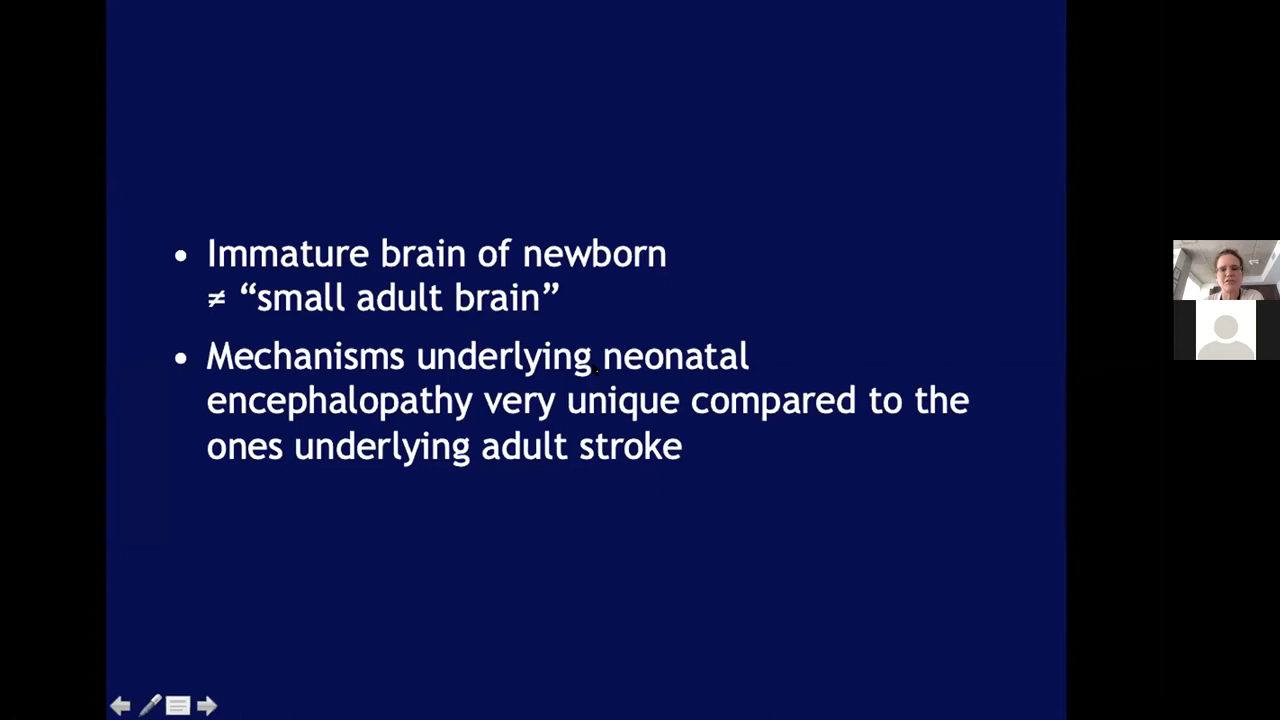 • Immature brain of newborn
≠ “small adult brain”
• Mechanisms underlying neonatal
encephalopathy very unique compared to the
ones underlying adult stroke